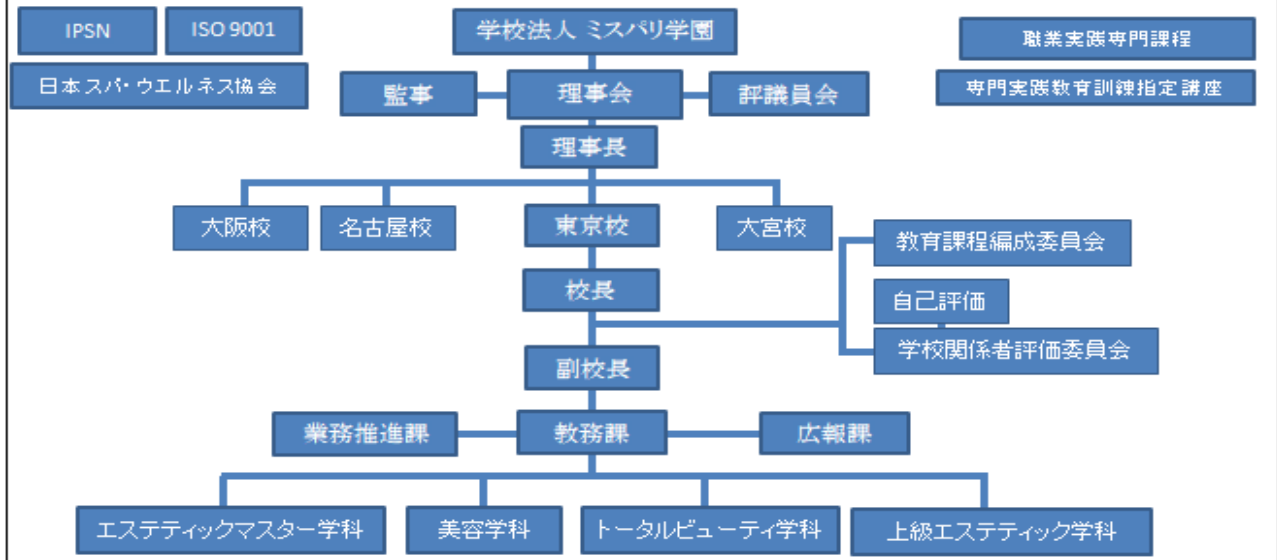 IPSN
ISO 9001
学校法人 ミスパリ学園
職業実践専門課程
日本スパ・ウエルネス協会
監事
理事会
評議員会
専門実践教育訓練指定講座
理事長
大阪校
名古屋校
東京校
大宮校
教育課程編成委員会
校長
自己評価
学校関係者評価委員会
副校長
業務推進課
教務課
広報課
エステティックマスター学科
美容学科
トータルビューティ学科
上級エステティック学科